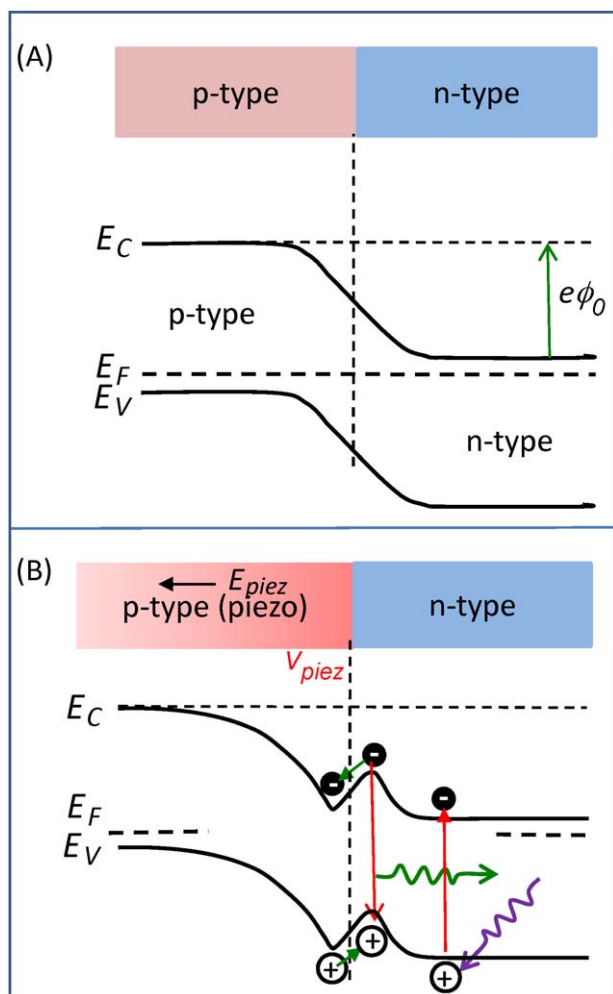 (A)
p-type n-type
E_C
eϕ_0
p-type
E_F
E_V
n-type
(B)
E_piez
p-type (piezo) n-type
V_piez
E_C
-
-
-
E_F
E_V
+
+
+